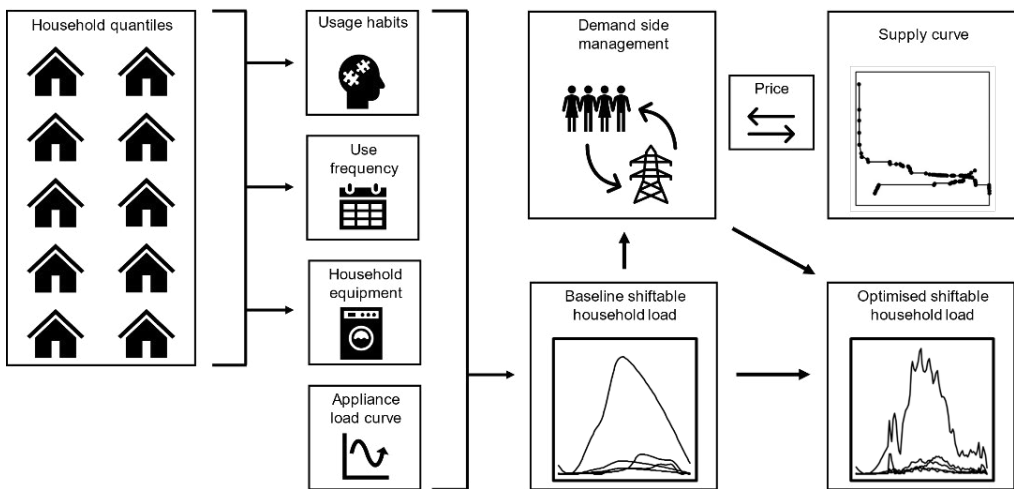 Household quantiles
Usage habits
Use
frequency
Household
equipment
Appliance
load curve
Demand side
management
Price
Supply curve
Baseline shiftable
household load
Optimised shiftable
household load